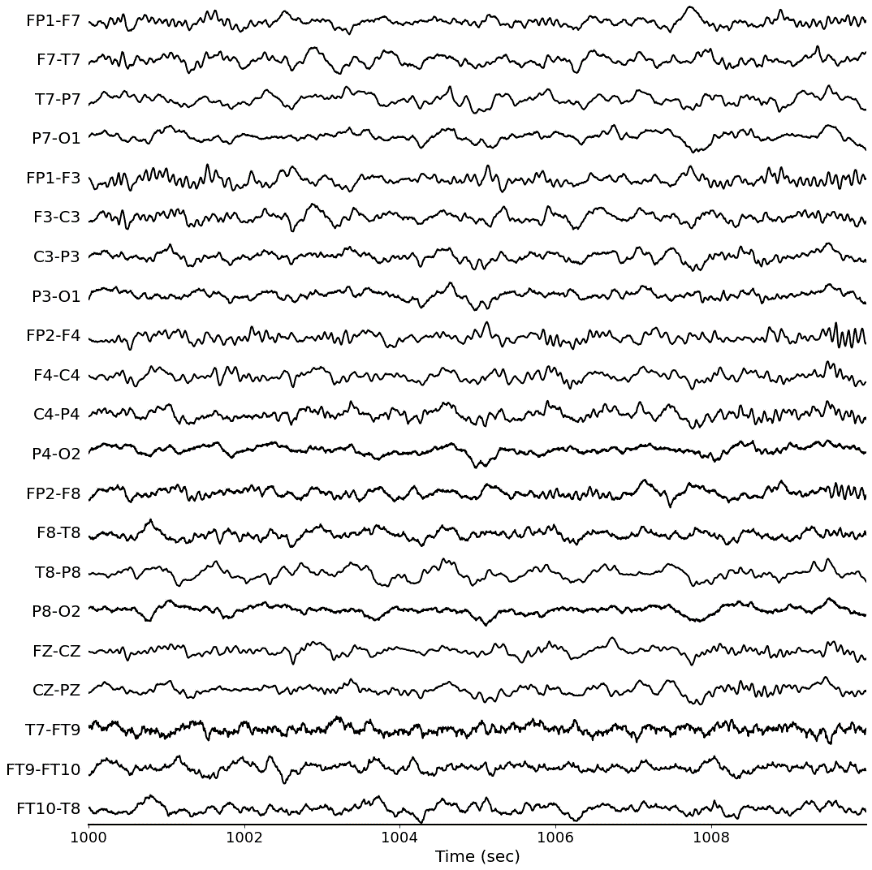 FP1-F7
F7-T7
T7-P7
P7-O1
FP1-F3
F3-C3
C3-P3
P3-O1
FP2-F4
F4-C4
C4-P4
P4-O2
FP2-F8
F8-T8
T8-P8
P8-O2
FZ-CZ
CZ-PZ
T7-FT9
FT9-FT10
FT10-T8
1000 1002 1004 1006 1008
Time (sec)